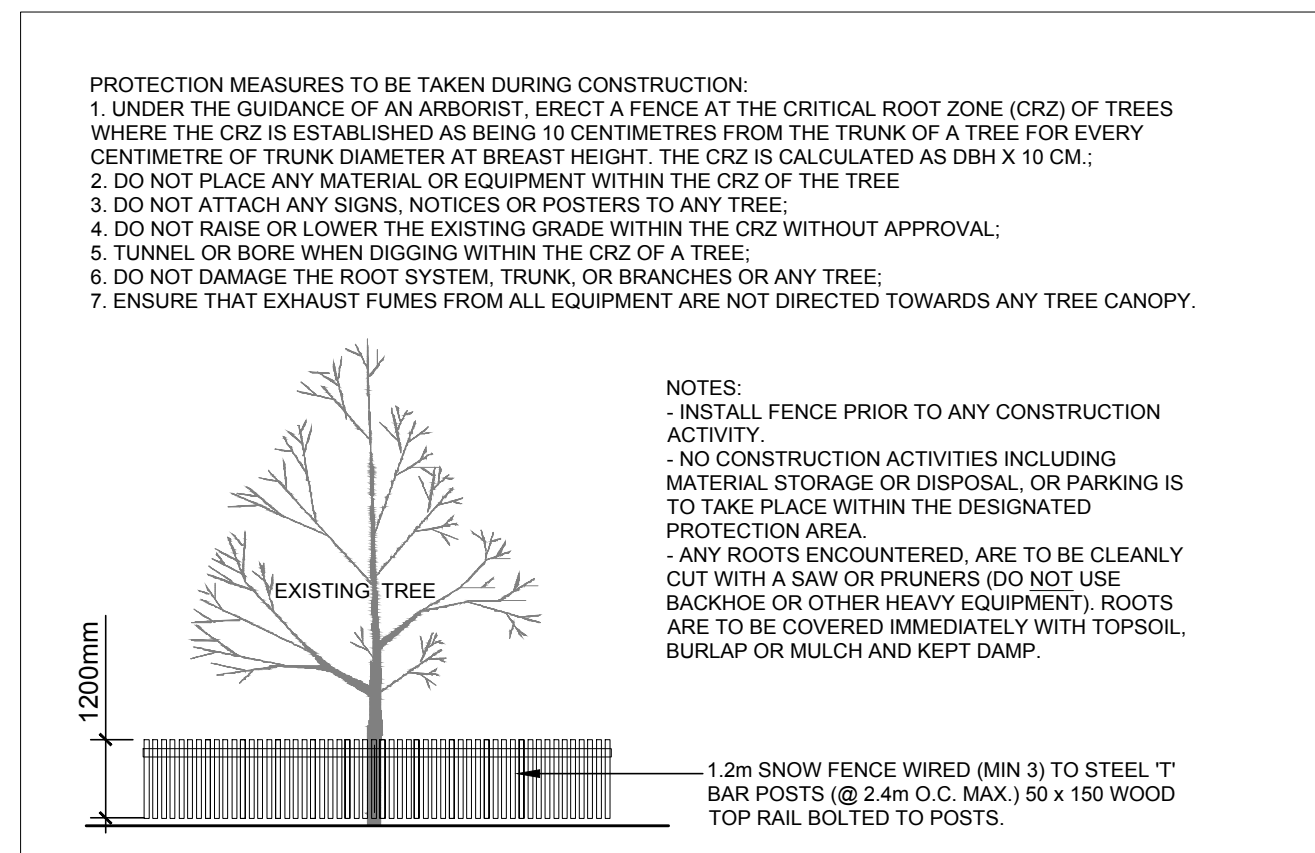 PROTECTION MEASURES TO BE TAKEN DURING CONSTRUCTION:
1. UNDER THE GUIDANCE OF AN ARBORIST, ERECT A FENCE AT THE CRITICAL ROOT ZONE (CRZ) OF TREES
WHERE THE CRZ IS ESTABLISHED AS BEING 10 CENTIMETRES FROM THE TRUNK OF A TREE FOR EVERY
CENTIMETRE OF TRUNK DIAMETER AT BREAST HEIGHT. THE CRZ IS CALCULATED AS DBH X 10 CM.;
2. DO NOT PLACE ANY MATERIAL OR EQUIPMENT WITHIN THE CRZ OF THE TREE
3. DO NOT ATTACH ANY SIGNS, NOTICES OR POSTERS TO ANY TREE;
4. DO NOT RAISE OR LOWER THE EXISTING GRADE WITHIN THE CRZ WITHOUT APPROVAL;
5. TUNNEL OR BORE WHEN DIGGING WITHIN THE CRZ OF A TREE;
6. DO NOT DAMAGE THE ROOT SYSTEM, TRUNK, OR BRANCHES OR ANY TREE;
7. ENSURE THAT EXHAUST FUMES FROM ALL EQUIPMENT ARE NOT DIRECTED TOWARDS ANY TREE CANOPY.
NOTES:
- INSTALL FENCE PRIOR TO ANY CONSTRUCTION
ACTIVITY.
- NO CONSTRUCTION ACTIVITIES INCLUDING
MATERIAL STORAGE OR DISPOSAL, OR PARKING IS
TO TAKE PLACE WITHIN THE DESIGNATED
PROTECTION AREA.
- ANY ROOTS ENCOUNTERED, ARE TO BE CLEANLY
CUT WITH A SAW OR PRUNERS (DO NOT USE
BACKHOE OR OTHER HEAVY EQUIPMENT). ROOTS
ARE TO BE COVERED IMMEDIATELY WITH TOPSOIL,
BURLAP OR MULCH AND KEPT DAMP.
EXISTING TREE
1200mm
1.2m SNOW FENCE WIRED (MIN 3) TO STEEL 'T'
BAR POSTS (@ 2.4m O.C. MAX.) 50 x 150 WOOD
TOP RAIL BOLTED TO POSTS.